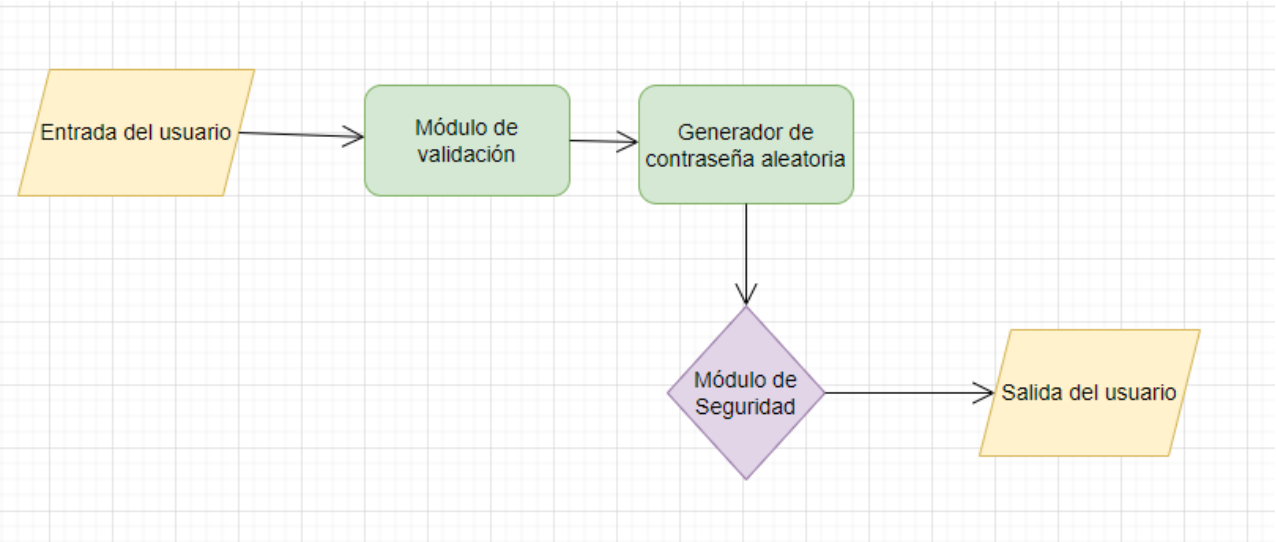 Entrada del usuario
Módulo de
validación
Generador de
contraseña aleatoria
Módulo de
Seguridad
Salida del usuario